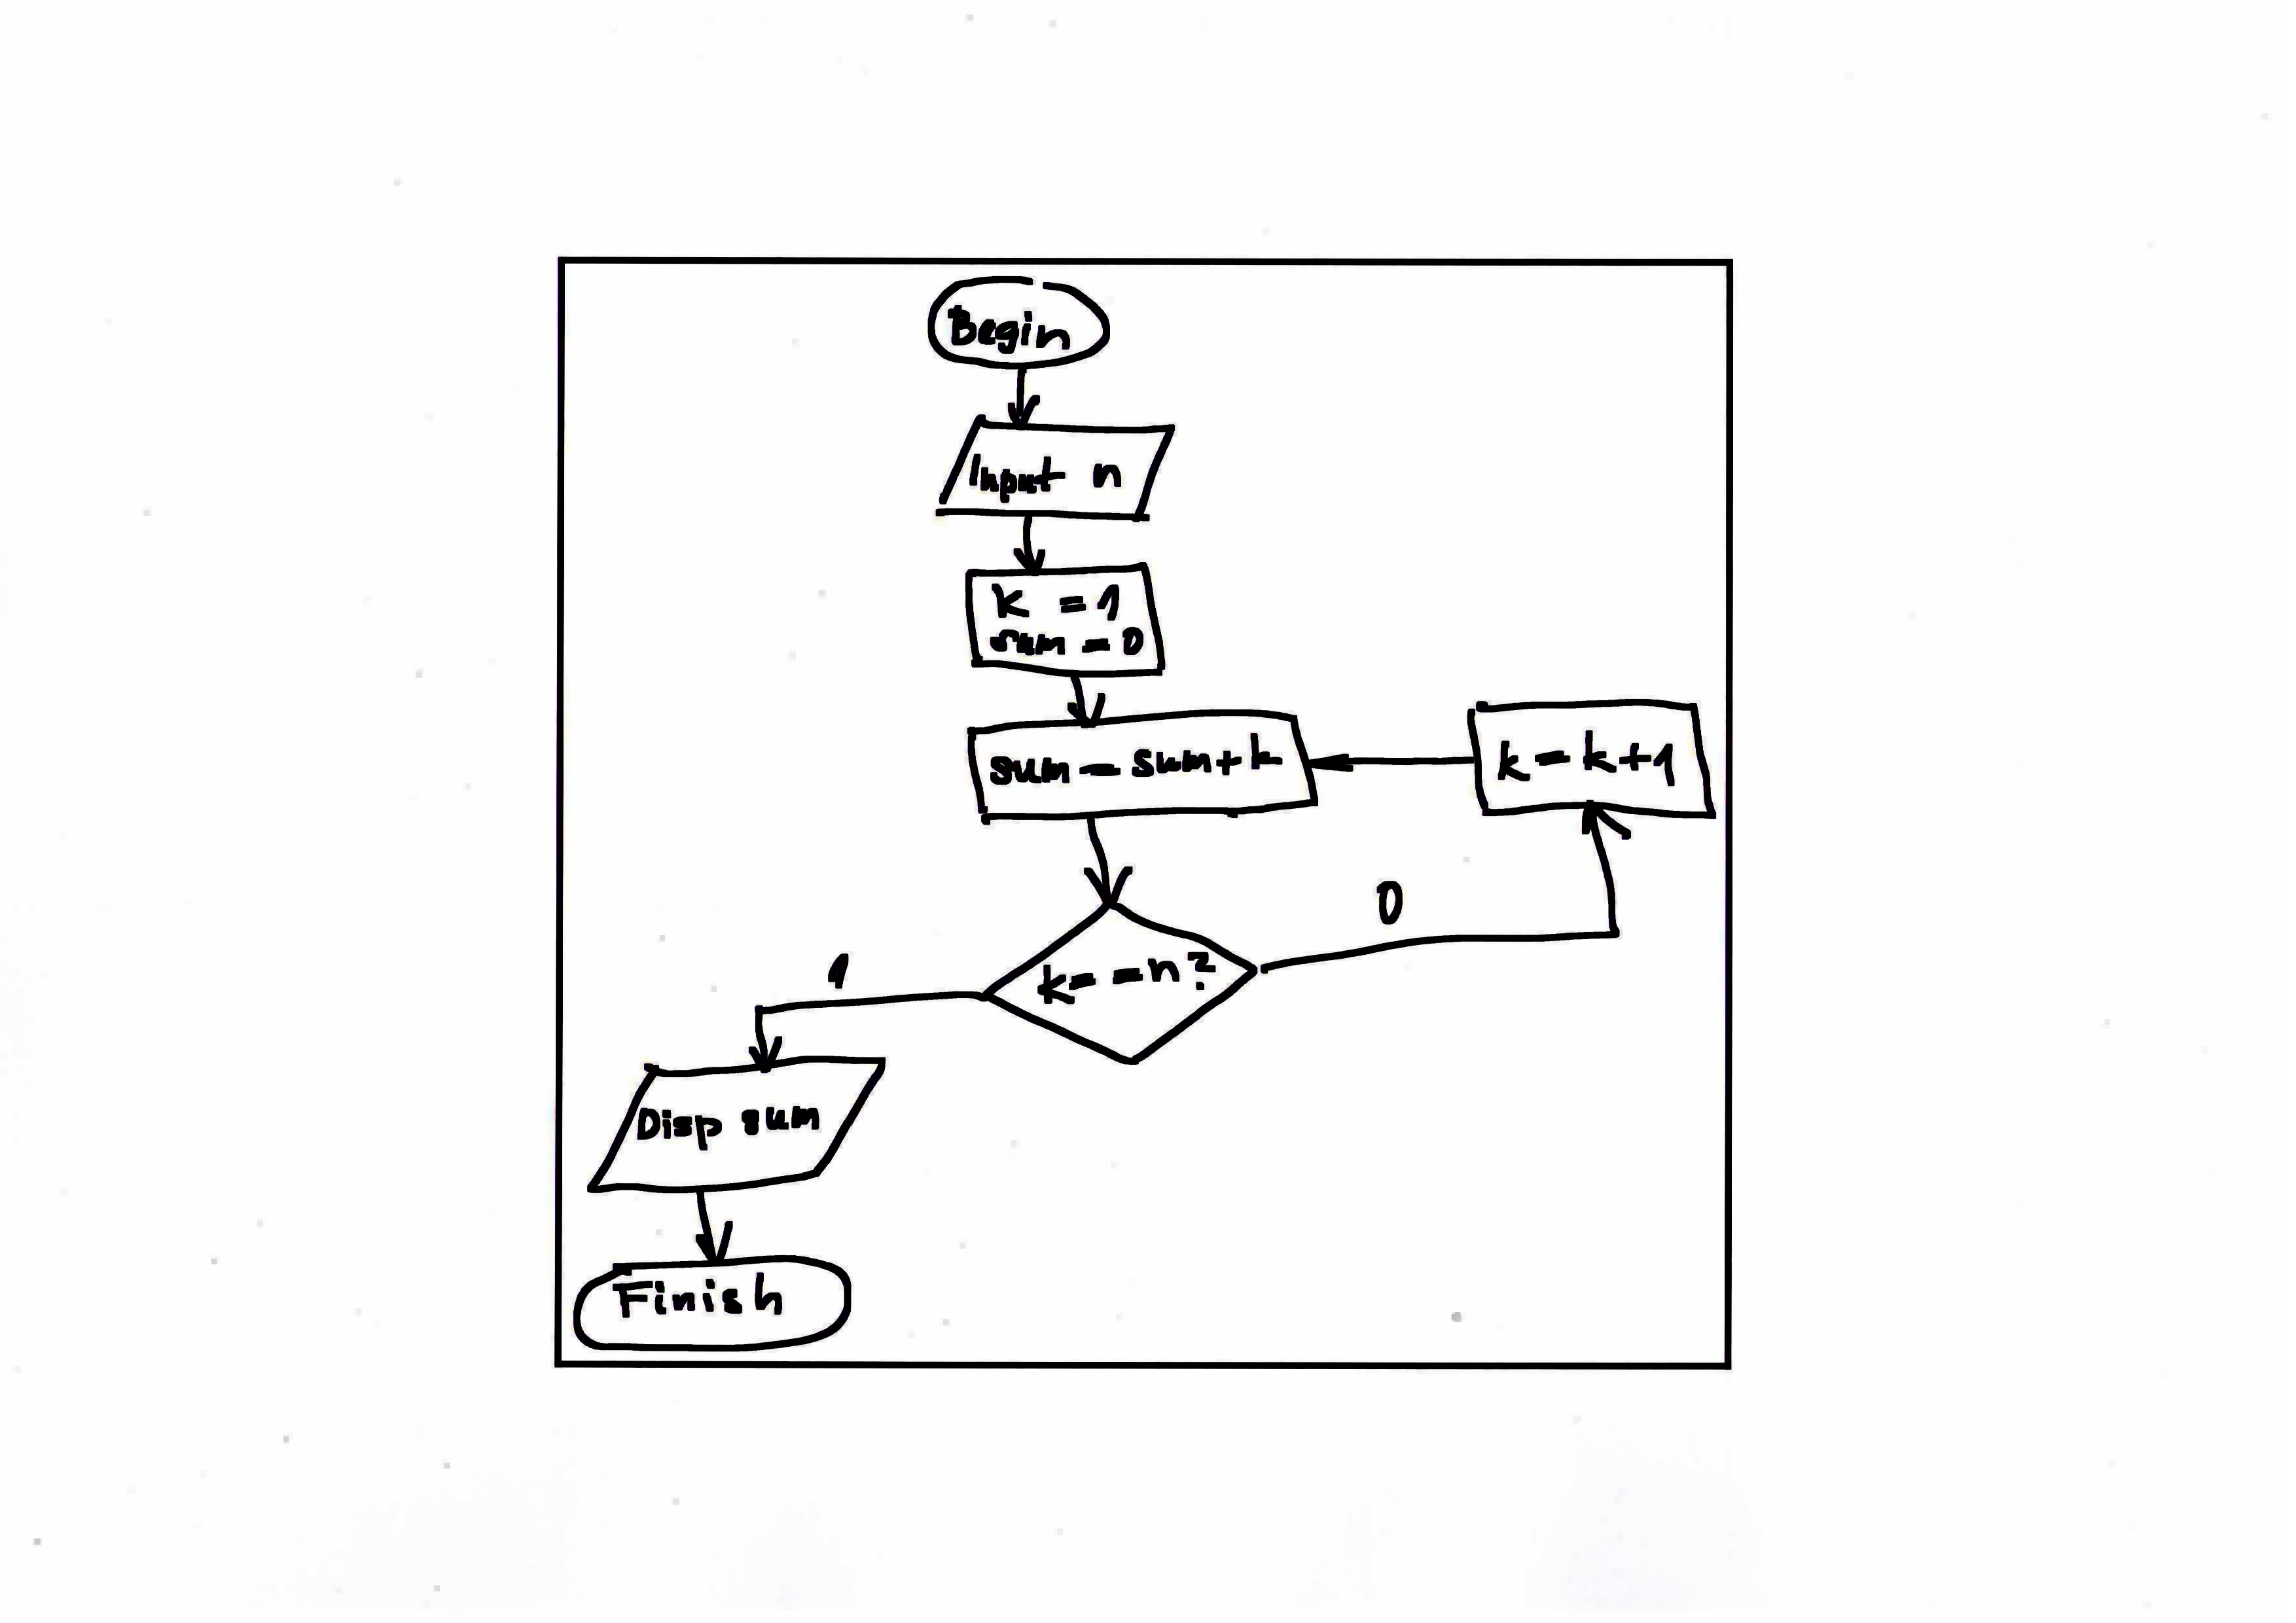 Begin
Input n
k = 1
sum = 0
sum = sum + k
k = k + 1
0
k = = n ?
1
Disp sum
Finish